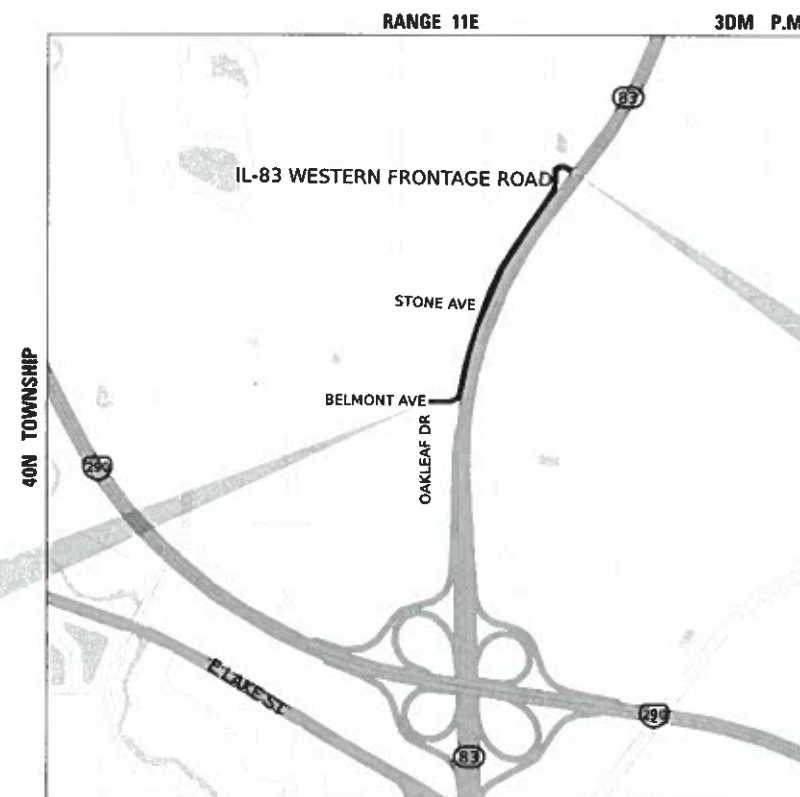 RANGE 11E
3DM P.M
83
IL-83 WESTERN FRONTAGE ROAD
STONE AVE
40N TOWNSHIP
BELMONT AVE
OAKLEAF DR
290
E LAKE ST
290
83